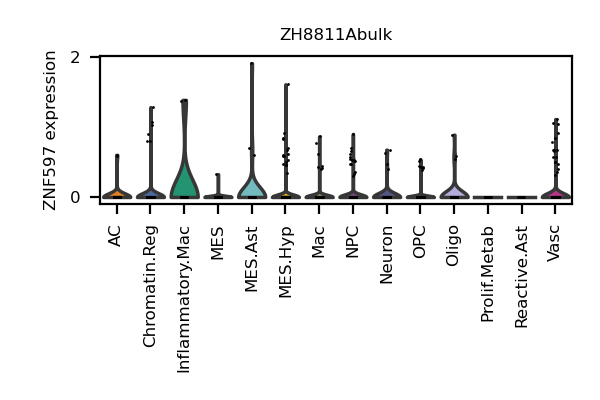 ZH8811Abulk
ZNF597 expression
2
0
AC
Chromatin.Reg
Inflammatory.Mac
MES
MES.Ast
MES.Hyp
Mac
NPC
Neuron
OPC
Oligo
Prolif.Metab
Reactive.Ast
Vasc